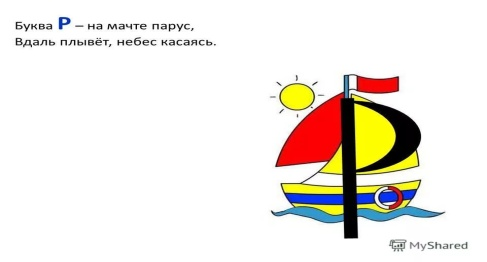 Буква Р – на мачте парус,
Вдаль плывёт, небес касаясь.
Р
MyShared